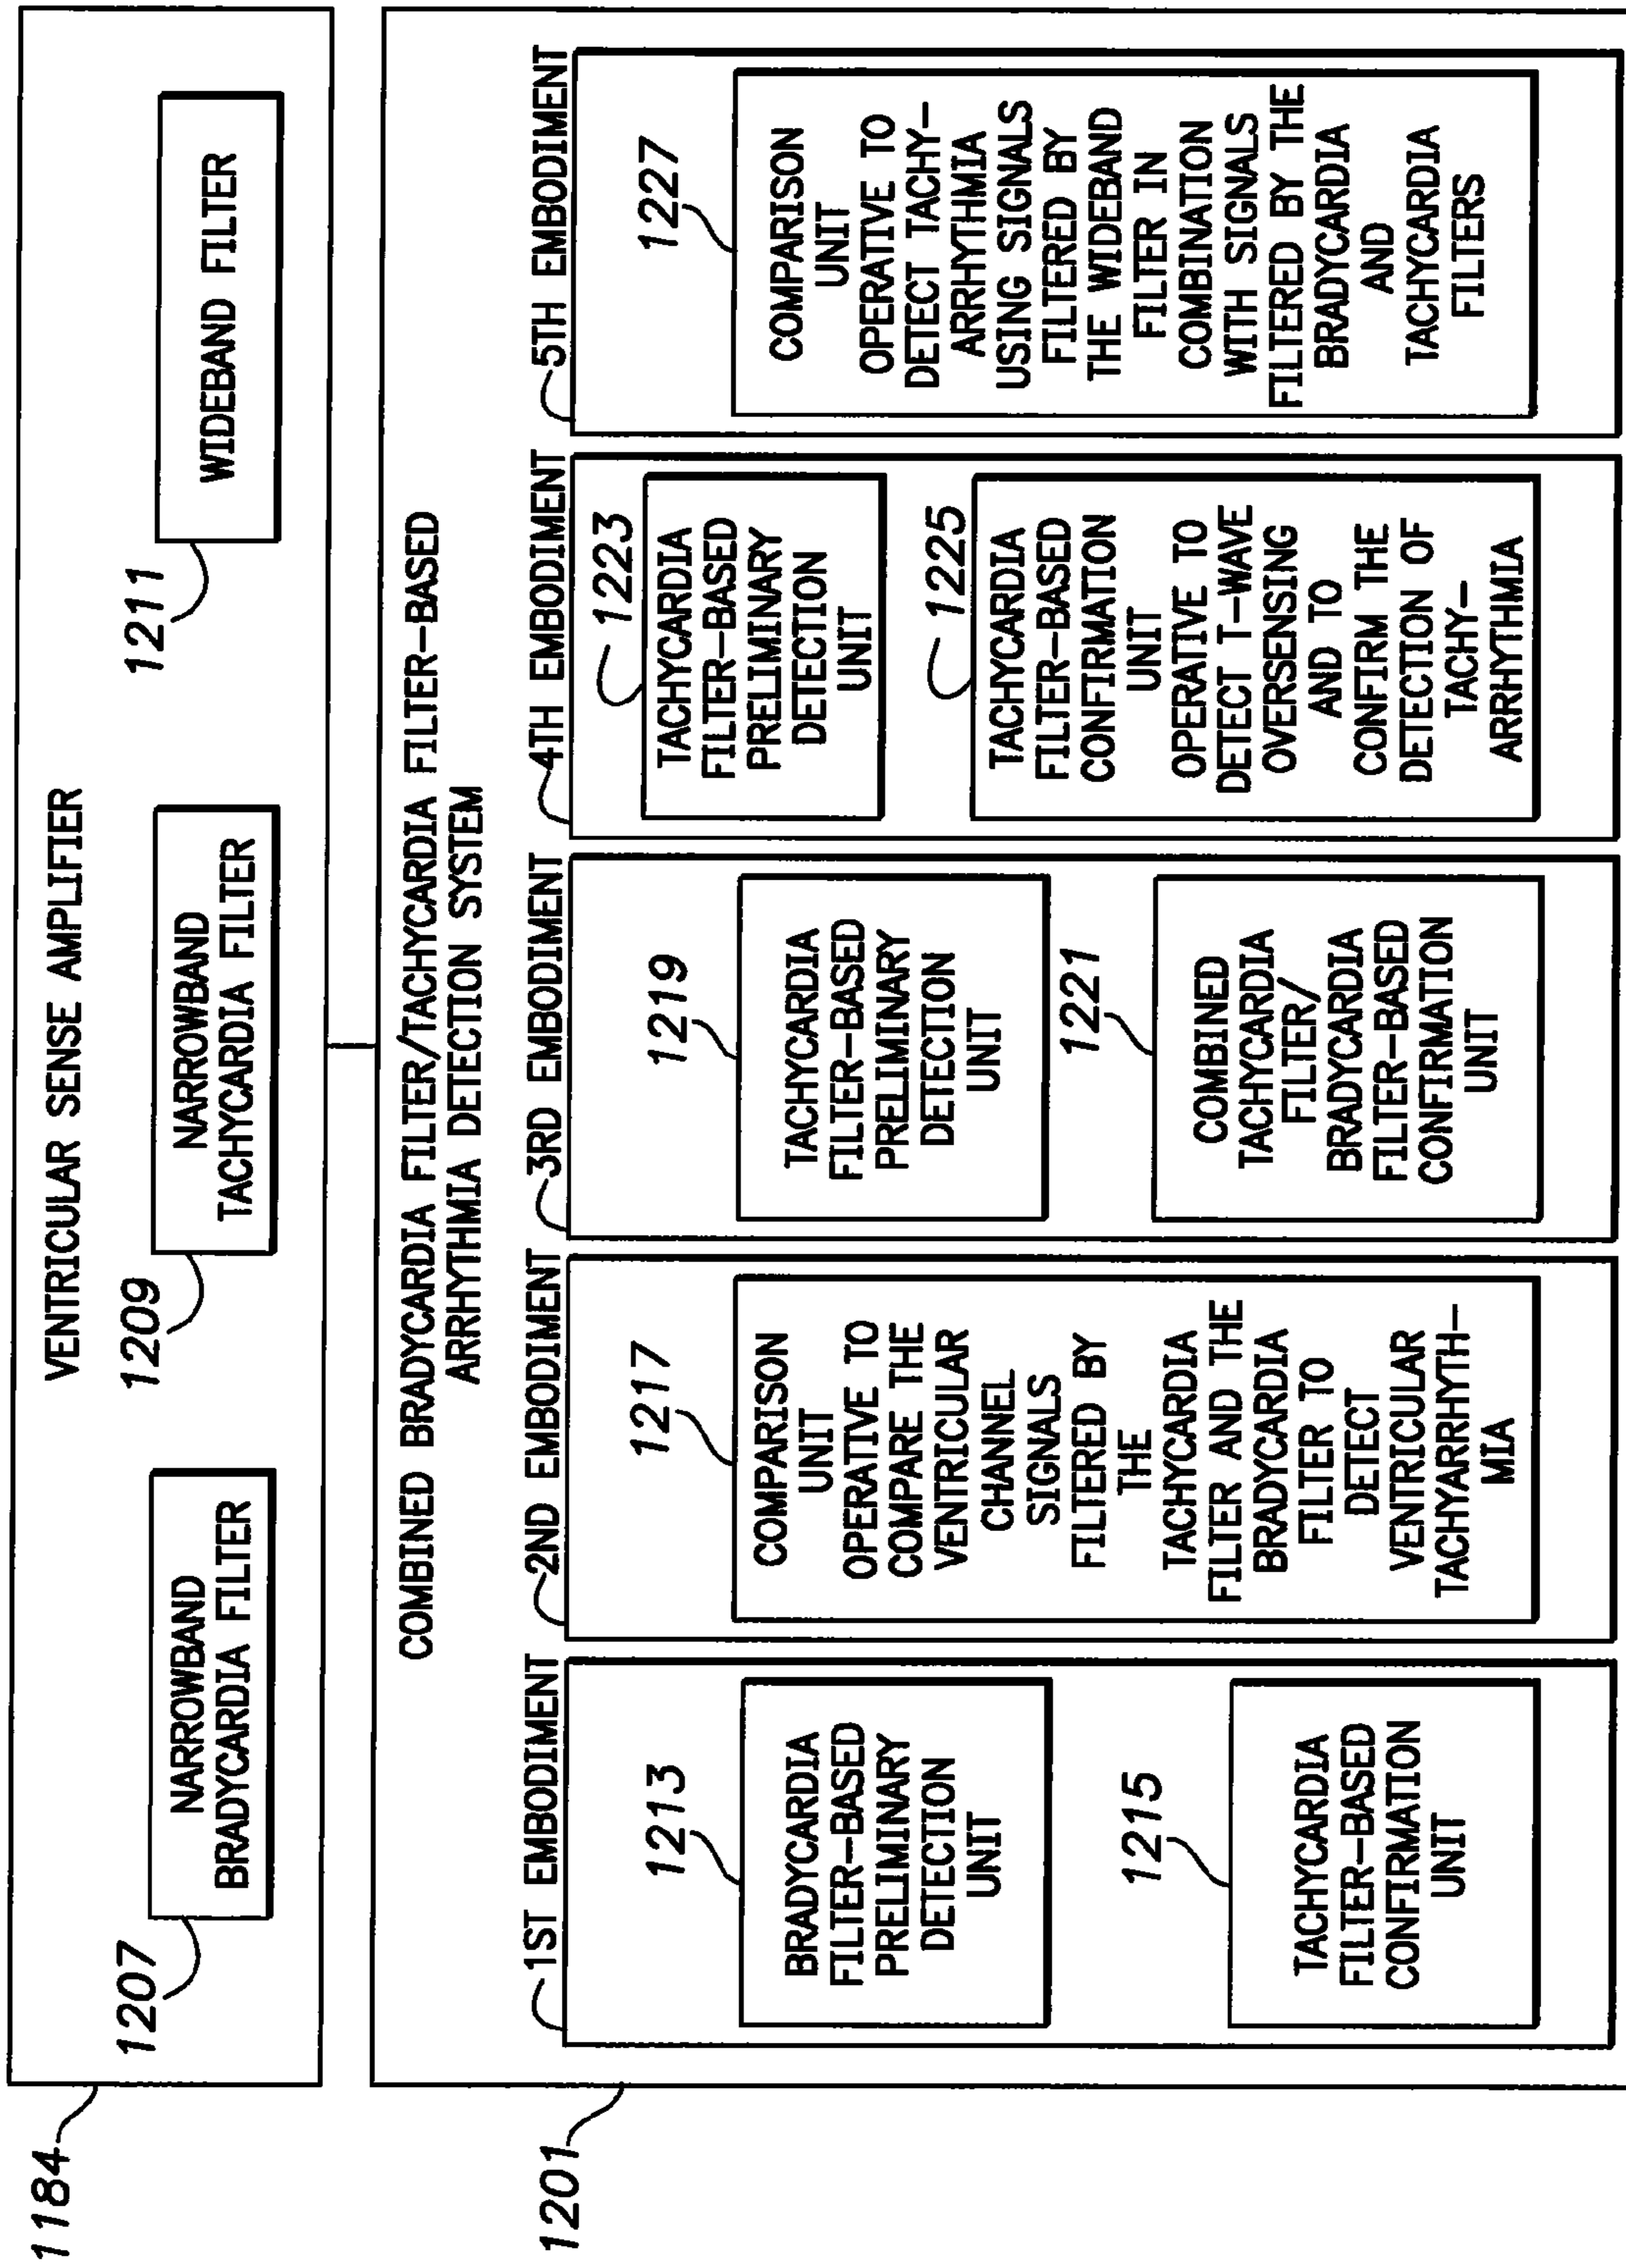 1184
VENTRICULAR SENSE AMPLIFIER
1207
NARROWBAND
BRADYCARDIA FILTER
1209
NARROWBAND
TACHYCARDIA FILTER
1211
WIDEBAND FILTER
1201
COMBINED BRADYCARDIA FILTER/TACHYCARDIA FILTER-BASED
ARRHYTHMIA DETECTION SYSTEM
1ST EMBODIMENT
1213
BRADYCARDIA
FILTER-BASED
PRELIMINARY
DETECTION
UNIT
1215
TACHYCARDIA
FILTER-BASED
CONFIRMATION
UNIT
2ND EMBODIMENT
1217
COMPARISON
UNIT
OPERATIVE TO
COMPARE THE
VENTRICULAR
CHANNEL
SIGNALS
FILTERED BY
THE
TACHYCARDIA
FILTER AND THE
BRADYCARDIA
FILTER TO
DETECT
VENTRICULAR
TACHYARRHYTH-
MIA
3RD EMBODIMENT
1219
TACHYCARDIA
FILTER-BASED
PRELIMINARY
DETECTION
UNIT
1221
COMBINED
TACHYCARDIA
FILTER/
BRADYCARDIA
FILTER-BASED
CONFIRMATION
UNIT
4TH EMBODIMENT
1223
TACHYCARDIA
FILTER-BASED
PRELIMINARY
DETECTION
UNIT
1225
TACHYCARDIA
FILTER-BASED
CONFIRMATION
UNIT
OPERATIVE TO
DETECT T-WAVE
OVERSENSING
AND TO
CONFIRM THE
DETECTION OF
TACHY-
ARRHYTHMIA
5TH EMBODIMENT
1227
COMPARISON
UNIT
OPERATIVE TO
DETECT TACHY-
ARRHYTHMIA
USING SIGNALS
FILTERED BY
THE WIDEBAND
FILTER IN
COMBINATION
WITH SIGNALS
FILTERED BY THE
BRADYCARDIA
AND
TACHYCARDIA
FILTERS